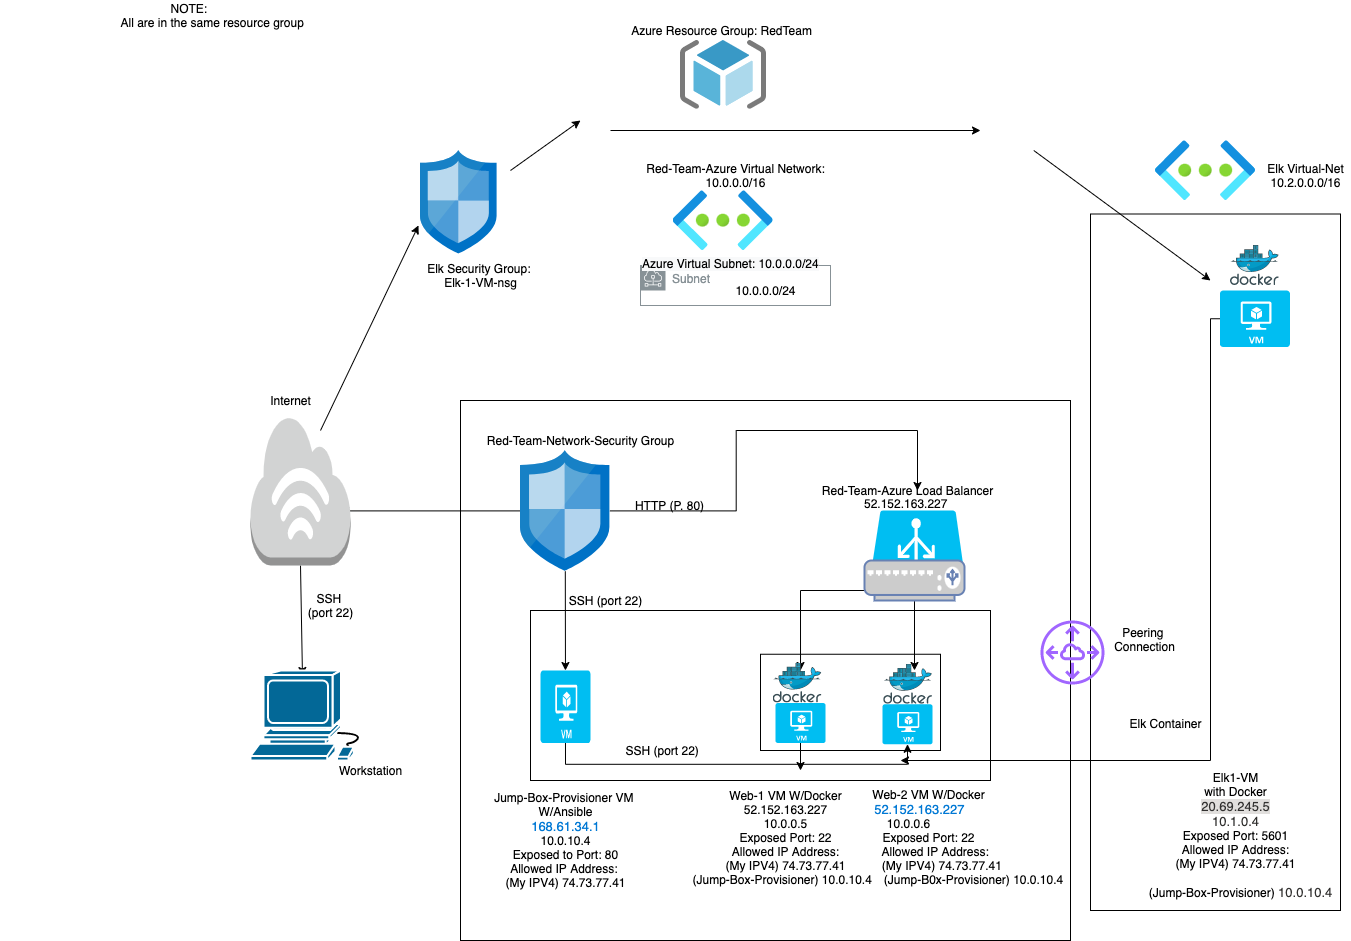 NOTE:
All are in the same resource group
Azure Resource Group: RedTeam
Red-Team-Azure Virtual Network:
10.0.0.0/16
Elk Virtual-Net
10.2.0.0.0/16
Elk Security Group:
Elk-1-VM-nsg
Azure Virtual Subnet: 10.0.0.0/24
Subnet
10.0.0.0/24
docker
VM
Internet
Red-Team-Network-Security Group
HTTP (P. 80)
Red-Team-Azure Load Balancer
52.152.163.227
SSH
(port 22)
SSH (port 22)
Peering
Connection
docker
VM
docker
VM
VM
SSH (port 22)
Elk Container
Workstation
Jump-Box-Provisioner VM
W/Ansible
168.61.34.1
10.0.10.4
Exposed to Port: 80
Allowed IP Address:
(My IPV4) 74.73.77.41
Web-1 VM W/Docker
52.152.163.227
10.0.0.5
Exposed Port: 22
Allowed IP Address:
(My IPV4) 74.73.77.41
(Jump-Box-Provisioner) 10.0.10.4
Web-2 VM W/Docker
52.152.163.227
10.0.0.6
Exposed Port: 22
Allowed IP Address:
(My IPV4) 74.73.77.41
(Jump-B0x-Provisioner) 10.0.10.4
Elk1-VM
with Docker
20.69.245.5
10.1.0.4
Exposed Port: 5601
Allowed IP Address:
(My IPV4) 74.73.77.41
(Jump-Box-Provisioner) 10.0.10.4